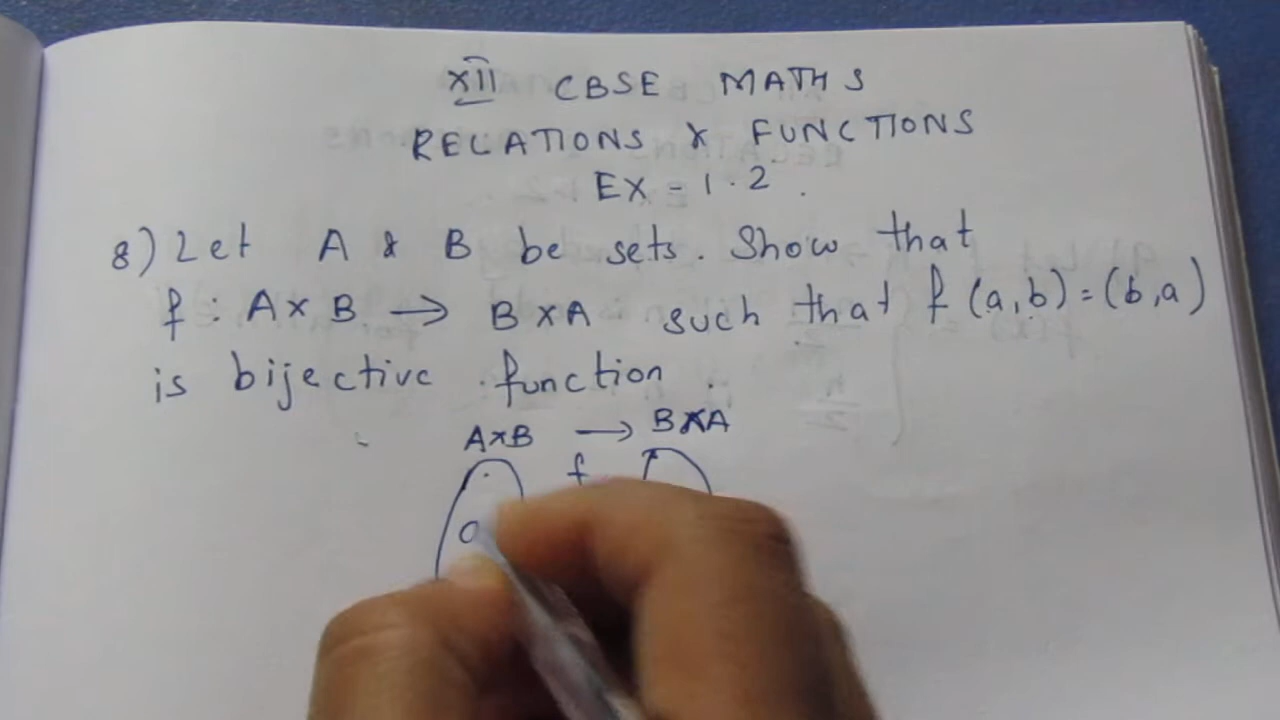 XII CBSE MATHS
RELATIONS & FUNCTIONS
EX - 1.2.
8) Let A & B be sets. Show that
f : A × B → B × A such that f (a, b) = (b, a)
is bijective function.
A×B → B×A
f